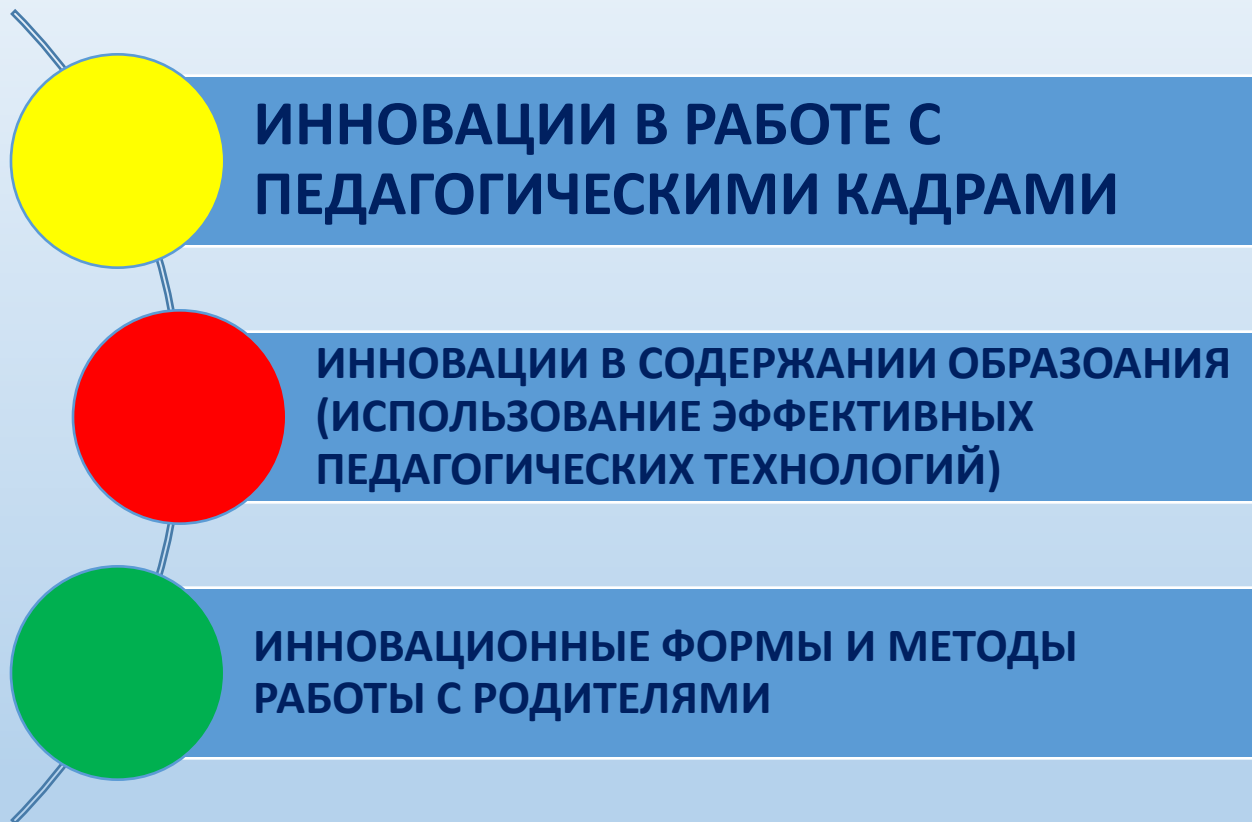 ИННОВАЦИИ В РАБОТЕ С
ПЕДАГОГИЧЕСКИМИ КАДРАМИ
ИННОВАЦИИ В СОДЕРЖАНИИ ОБРАЗОАНИЯ
(ИСПОЛЬЗОВАНИЕ ЭФФЕКТИВНЫХ
ПЕДАГОГИЧЕСКИХ ТЕХНОЛОГИЙ)
ИННОВАЦИОННЫЕ ФОРМЫ И МЕТОДЫ
РАБОТЫ С РОДИТЕЛЯМИ